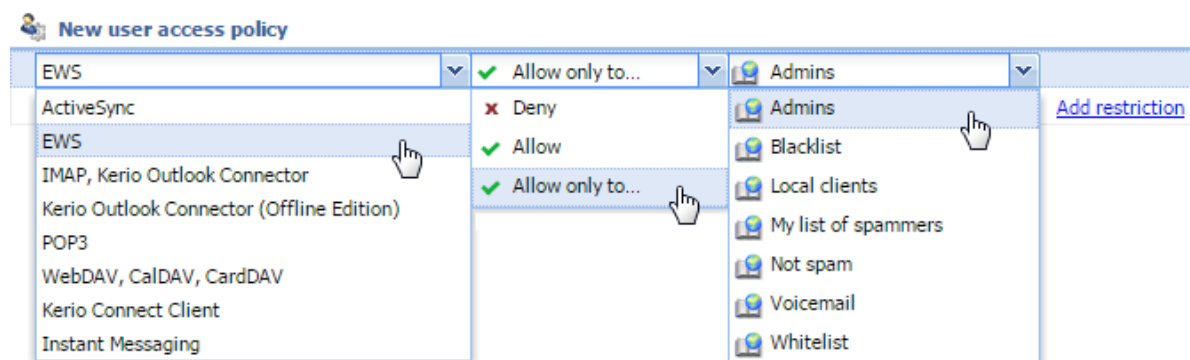 New user access policy
EWS
Allow only to...
Admins
ActiveSync
EWS
IMAP, Kerio Outlook Connector
Kerio Outlook Connector (Offline Edition)
POP3
WebDAV, CalDAV, CardDAV
Kerio Connect Client
Instant Messaging
Deny
Allow
Allow only to...
Admins
Blacklist
Local clients
My list of spammers
Not spam
Voicemail
Whitelist
Add restriction